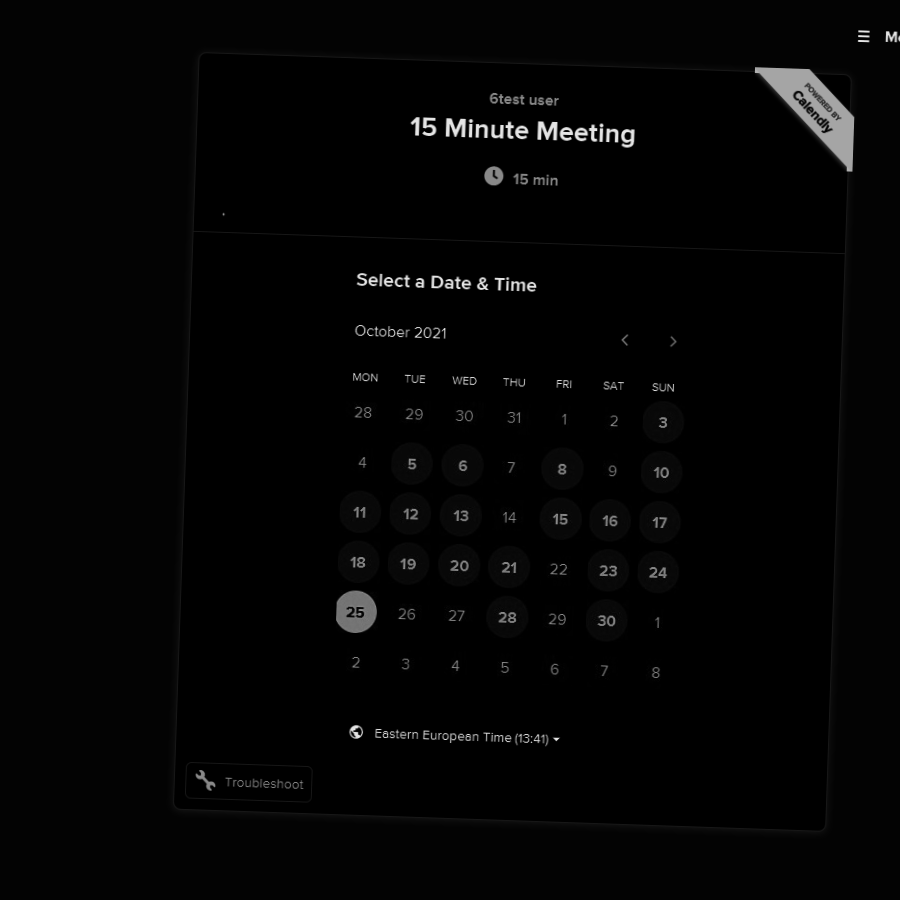 ☰ Me
POWERED BY
Calendly
6test user
15 Minute Meeting
15 min
.
Select a Date & Time
October 2021
MON TUE WED THU FRI SAT SUN
28 29 30 31 1 2 3
4 5 6 7 8 9 10
11 12 13 14 15 16 17
18 19 20 21 22 23 24
25 26 27 28 29 30 1
2 3 4 5 6 7 8
Eastern European Time (13:41)
Troubleshoot